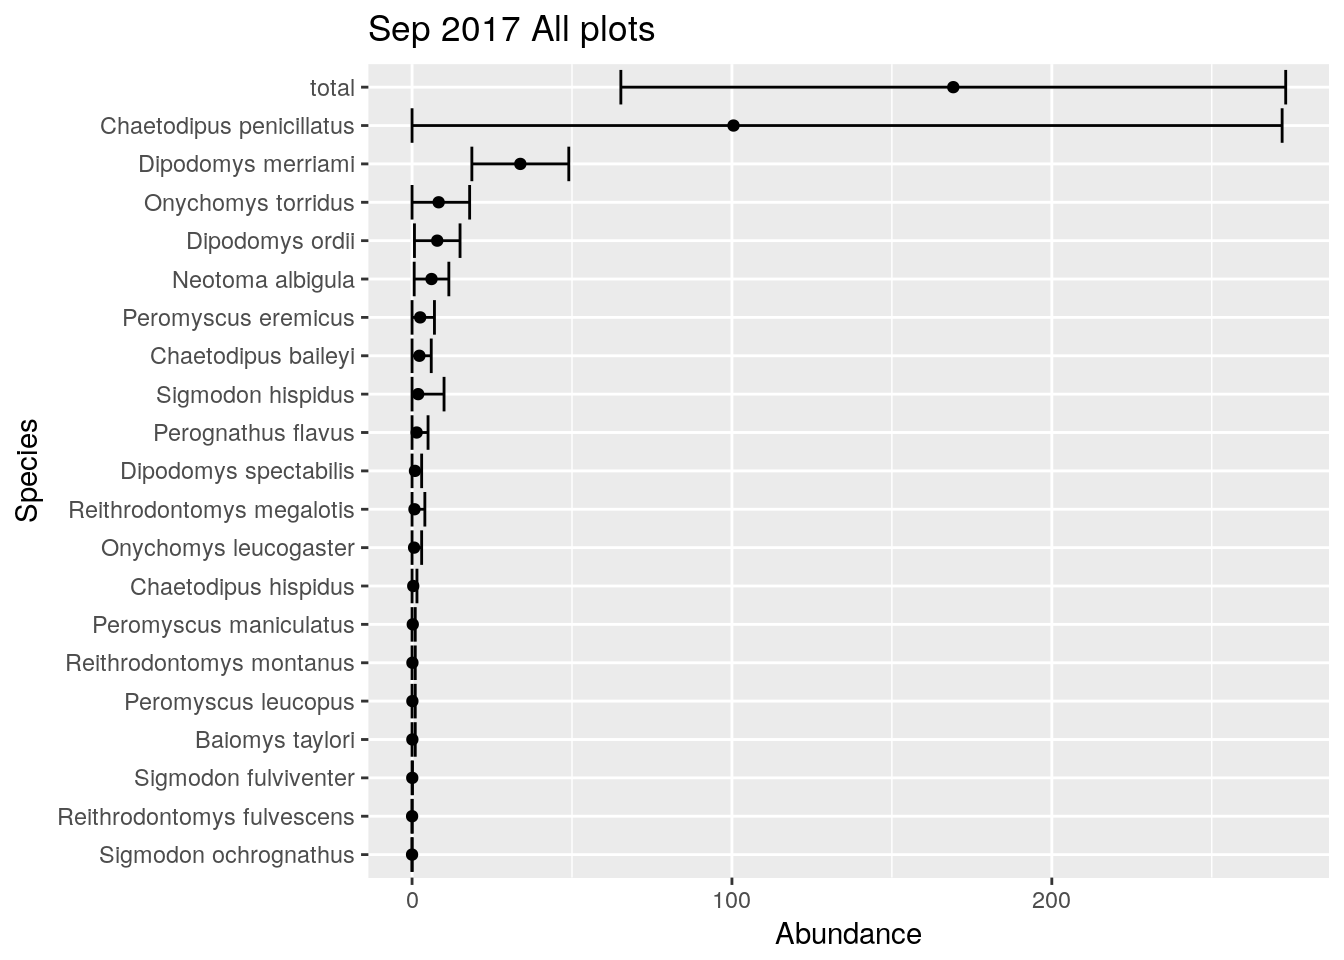 Sep 2017 All plots
total
Chaetodipus penicillatus
Dipodomys merriami
Onychomys torridus
Dipodomys ordii
Neotoma albigula
Peromyscus eremicus
Chaetodipus baileyi
Sigmodon hispidus
Perognathus flavus
Dipodomys spectabilis
Reithrodontomys megalotis
Onychomys leucogaster
Chaetodipus hispidus
Peromyscus maniculatus
Reithrodontomys montanus
Peromyscus leucopus
Baiomys taylori
Sigmodon fulviventer
Reithrodontomys fulvescens
Sigmodon ochrognathus
Species
0 100 200
Abundance